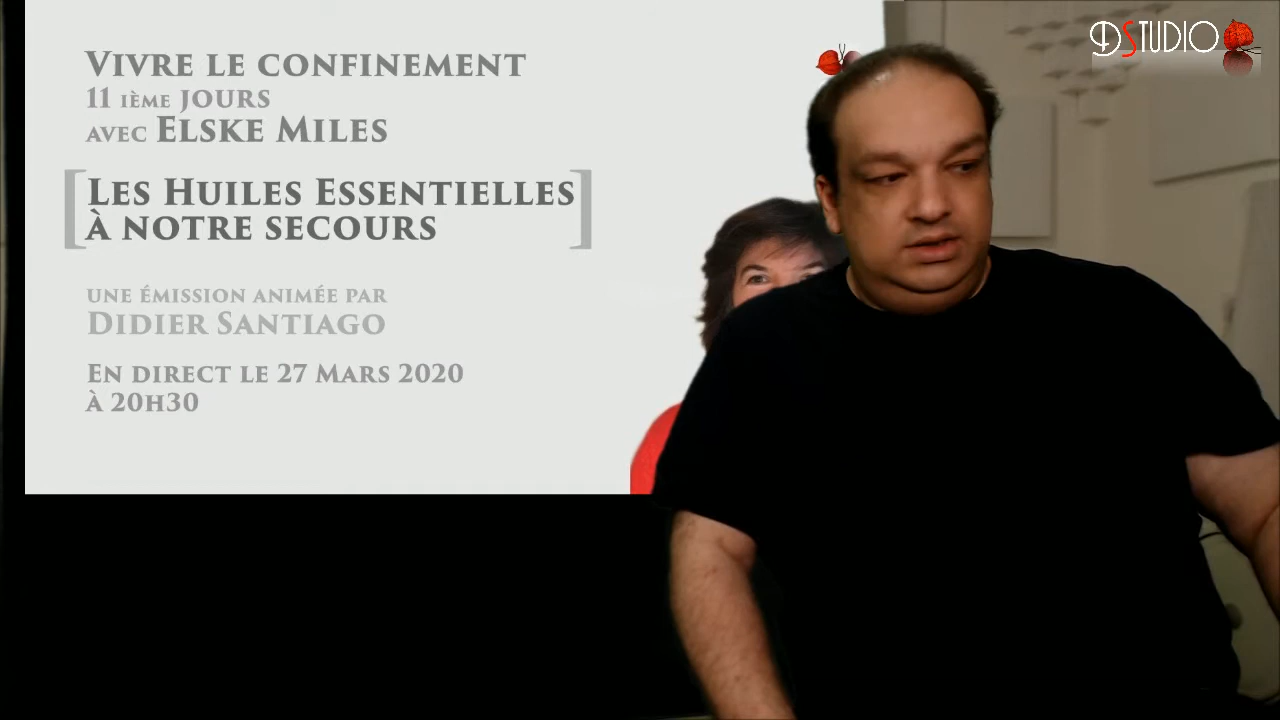 VIVRE LE CONFINEMENT
11 IÈME JOURS
AVEC ELSKE MILES
[LES HUILES ESSENTIELLES
À NOTRE SECOURS]
UNE ÉMISSION ANIMÉE PAR
DIDIER SANTIAGO
EN DIRECT LE 27 MARS 2020
À 20H30
DSTUDIO